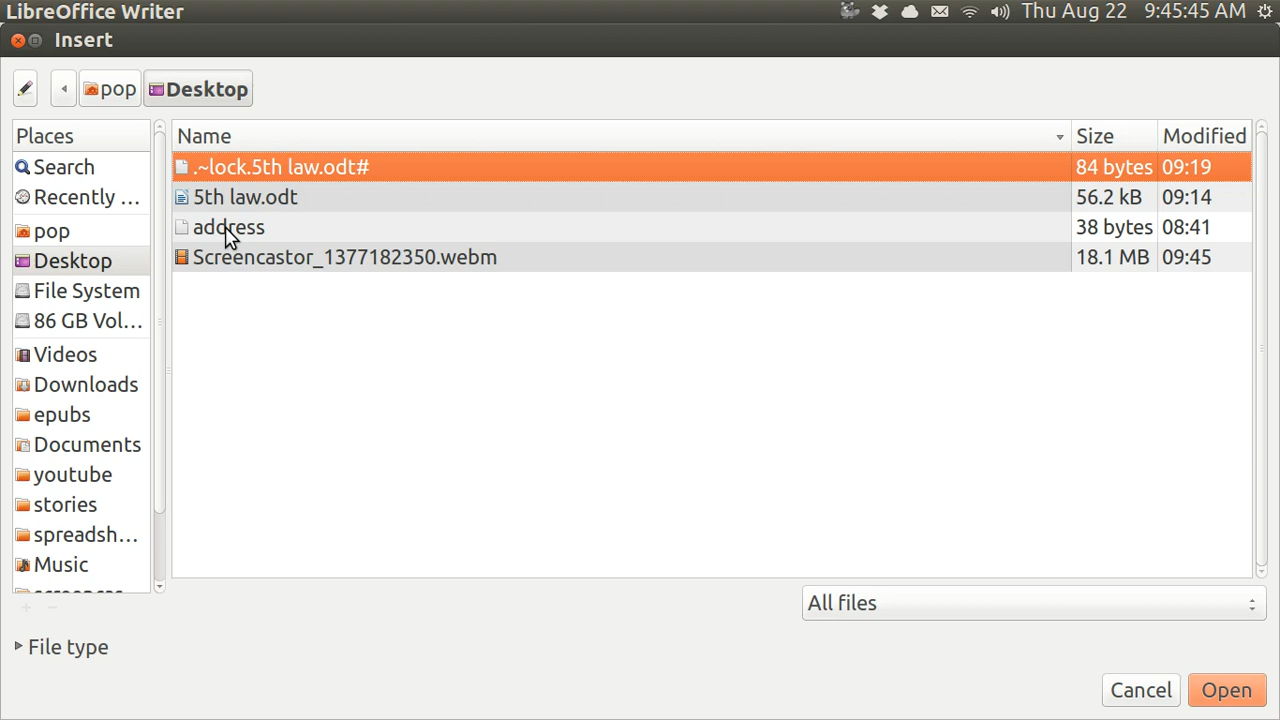 LibreOffice Writer Thu Aug 22 9:45:45 AM
Insert
pop Desktop
Places Name Size Modified
Search .~lock.5th law.odt# 84 bytes 09:19
Recently ... 5th law.odt 56.2 kB 09:14
pop address 38 bytes 08:41
Desktop Screencastor_1377182350.webm 18.1 MB 09:45
File System
86 GB Vol...
Videos
Downloads
epubs
Documents
youtube
stories
spreadsh...
Music
All files
File type
Cancel Open